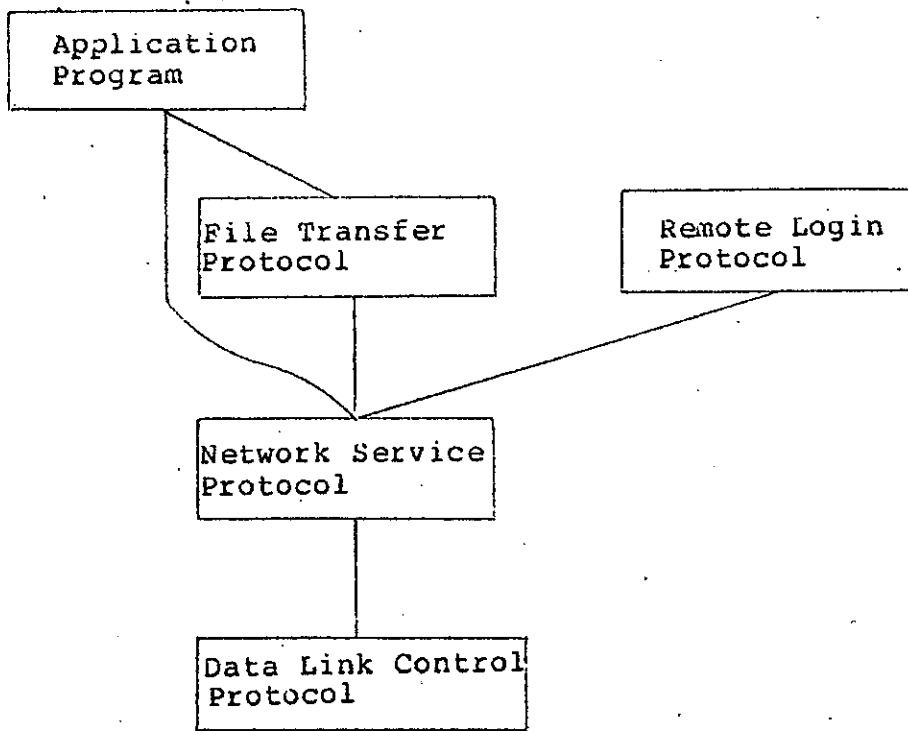 Application
Program
File Transfer
Protocol
Remote Login
Protocol
Network Service
Protocol
Data Link Control
Protocol